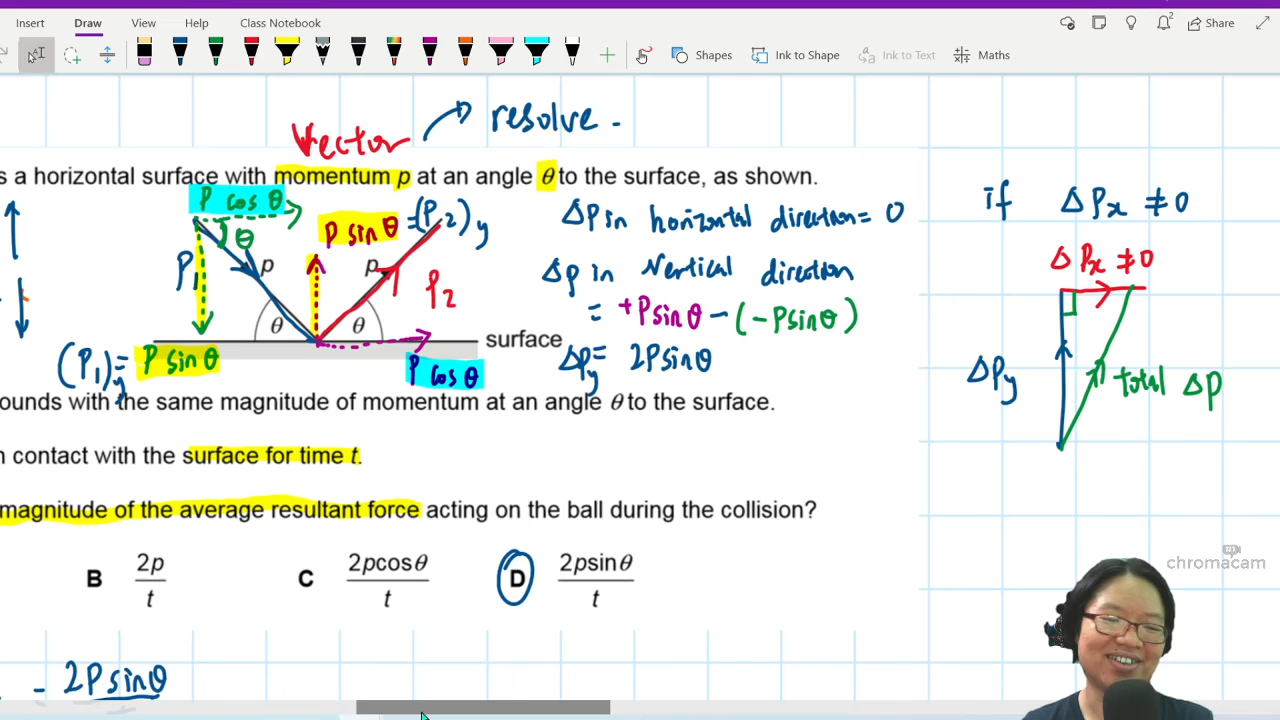 Insert Draw View Help Class Notebook
Share
Shapes Ink to Shape Ink to Text Maths
Vector resolve -
s a horizontal surface with momentum p at an angle θ to the surface, as shown.
P cos θ
P sin θ =(P2)y
θ
P1
p
p
P2
θ
θ
surface
(P1)y= P sin θ
P cos θ
ΔP in horizontal direction = 0
Δp in vertical direction
= +Psinθ - (-Psinθ)
ΔPy = 2Psinθ
if ΔPx ≠ 0
ΔPx ≠ 0
ΔPy
total ΔP
ounds with the same magnitude of momentum at an angle θ to the surface.
n contact with the surface for time t.
magnitude of the average resultant force acting on the ball during the collision?
B 2p/t C 2pcosθ/t D 2psinθ/t
chromacam
- 2Psinθ